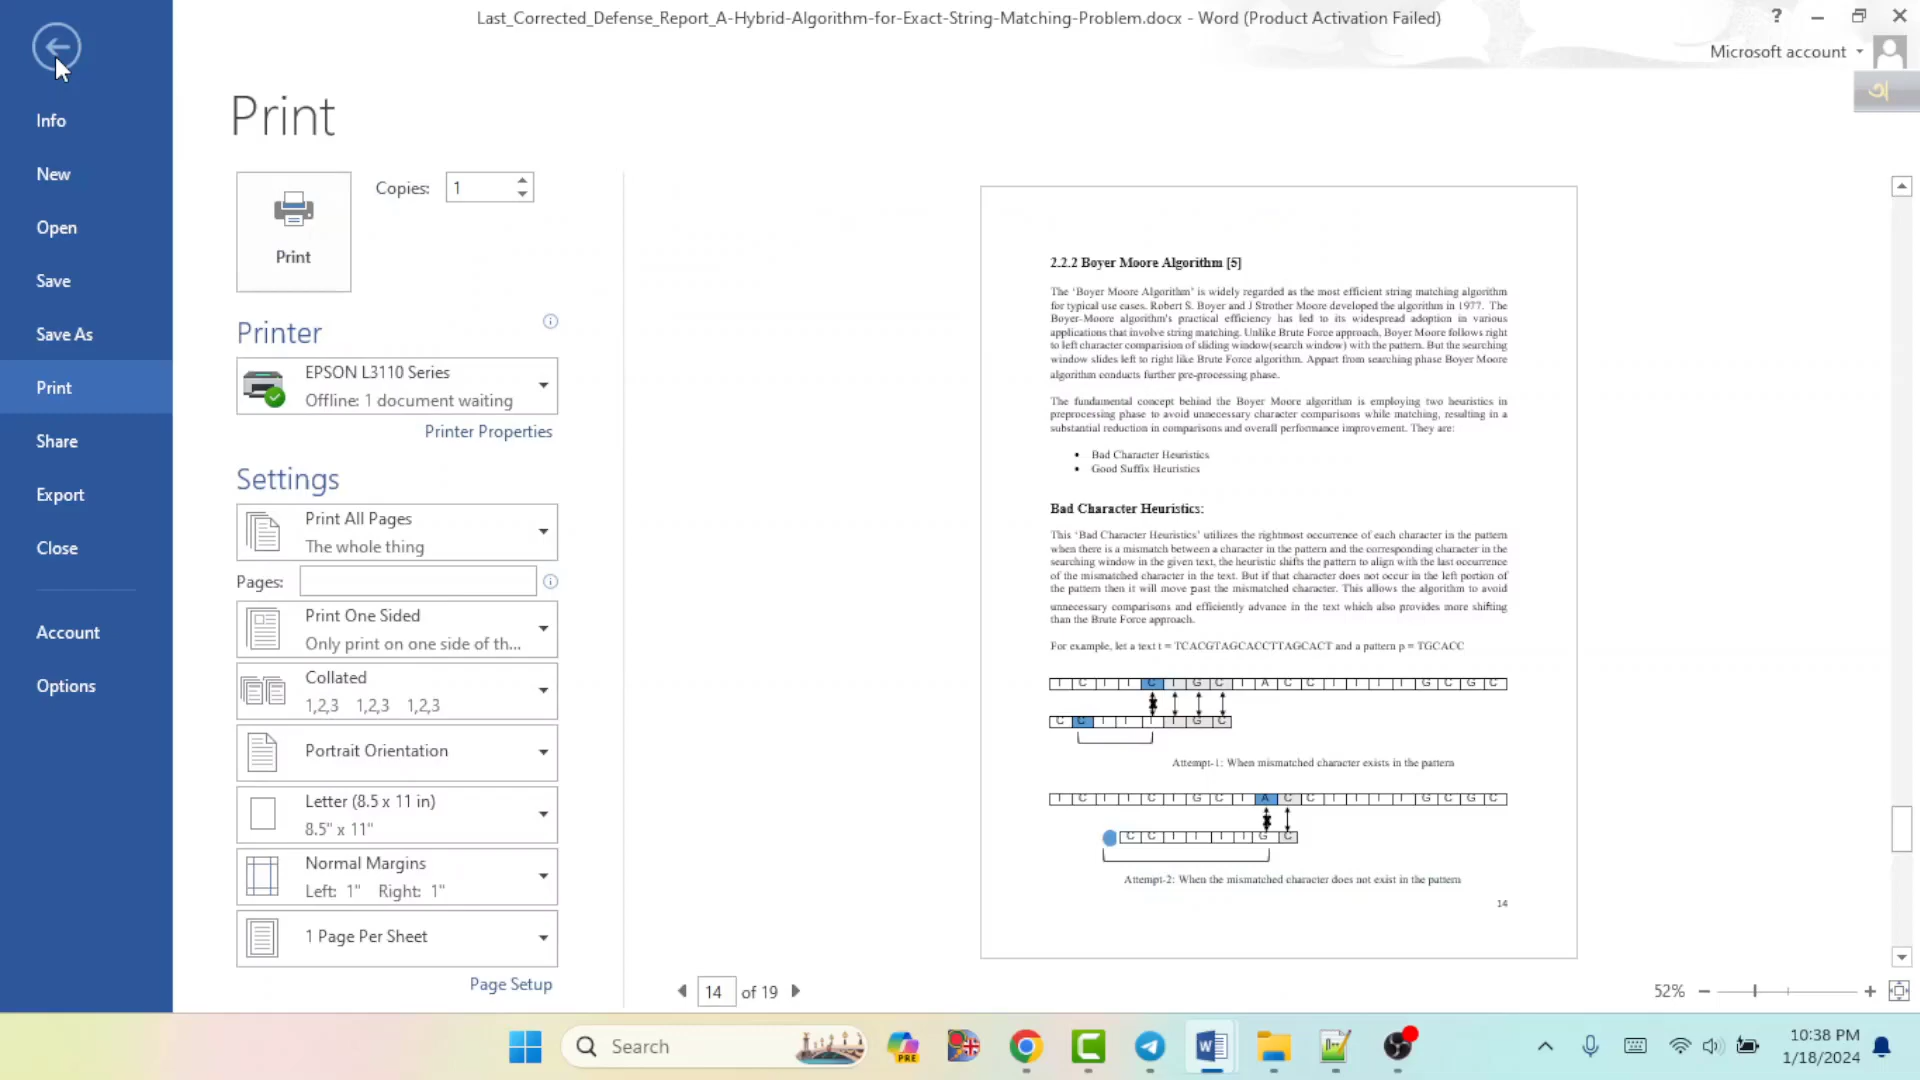 Last_Corrected_Defense_Report_A-Hybrid-Algorithm-for-Exact-String-Matching-Problem.docx - Word (Product Activation Failed)
?
Microsoft account
অ
Info
New
Open
Save
Save As
Print
Share
Export
Close
Account
Options
Print
Print
Copies: 1
Printer
EPSON L3110 Series
Offline: 1 document waiting
Printer Properties
Settings
Print All Pages
The whole thing
Pages:
Print One Sided
Only print on one side of th...
Collated
1,2,3 1,2,3 1,2,3
Portrait Orientation
Letter (8.5 x 11 in)
8.5" x 11"
Normal Margins
Left: 1" Right: 1"
1 Page Per Sheet
Page Setup
2.2.2 Boyer Moore Algorithm [5]
The ‘Boyer Moore Algorithm’ is widely regarded as the most efficient string matching algorithm
for typical use cases. Robert S. Boyer and J Strother Moore developed the algorithm in 1977. The
Boyer-Moore algorithm's practical efficiency has led to its widespread adoption in various
applications that involve string matching. Unlike Brute Force approach, Boyer Moore follows right
to left character comparision of sliding window(search window) with the pattern. But the searching
window slides left to right like Brute Force algorithm. Appart from searching phase Boyer Moore
algorithm conducts further pre-processing phase.
The fundamental concept behind the Boyer Moore algorithm is employing two heuristics in
preprocessing phase to avoid unnecessary character comparisons while matching, resulting in a
substantial reduction in comparisons and overall performance improvement. They are:
• Bad Character Heuristics
• Good Suffix Heuristics
Bad Character Heuristics:
This ‘Bad Character Heuristics’ utilizes the rightmost occurrence of each character in the pattern
when there is a mismatch between a character in the pattern and the corresponding character in the
searching window in the given text, the heuristic shifts the pattern to align with the last occurrence
of the mismatched character in the text. But if that character does not occur in the left portion of
the pattern then it will move past the mismatched character. This allows the algorithm to avoid
unnecessary comparisons and efficiently advance in the text which also provides more shifting
than the Brute Force approach.
For example, let a text t = TCACGTAGCACCTTAGCACT and a pattern p = TGCACC
T C T T C T G C T A C C T T T T G C G C
C C T T T T G C
Attempt-1: When mismatched character exists in the pattern
T C T T C T G C T A C C T T T T G C G C
C C T T T T G C
Attempt-2: When the mismatched character does not exist in the pattern
14
14 of 19
52%
Search
PRE
10:38 PM
1/18/2024